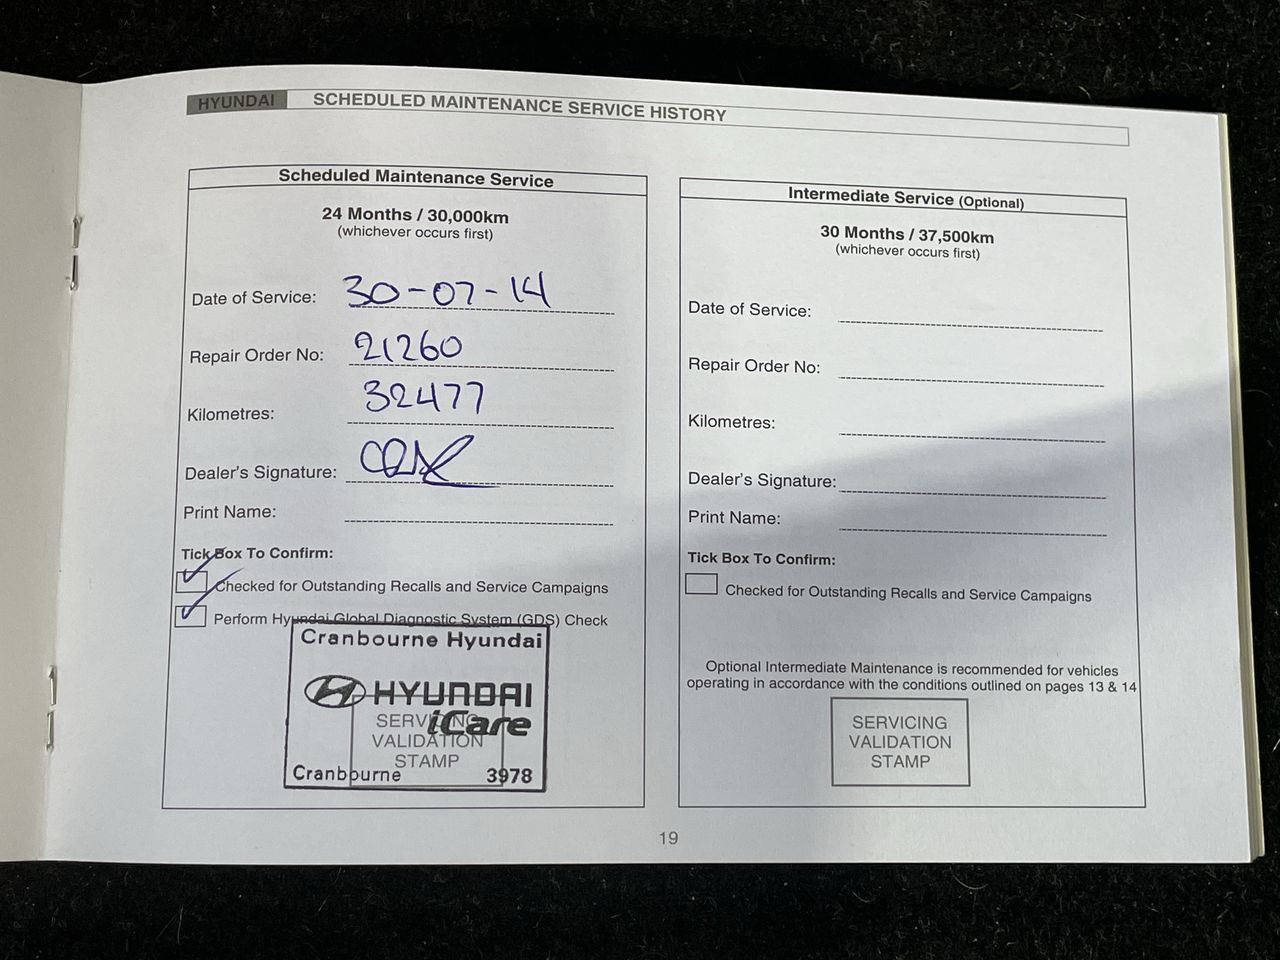 HYUNDAI SCHEDULED MAINTENANCE SERVICE HISTORY
Scheduled Maintenance Service
24 Months / 30,000km
(whichever occurs first)
Date of Service: 30-07-14
Repair Order No: 21260
Kilometres: 32477
Dealer's Signature:
Print Name:
Tick Box To Confirm:
Checked for Outstanding Recalls and Service Campaigns
Perform Hyundai Global Diagnostic System (GDS) Check
Cranbourne Hyundai
HYUNDAI
iCare
SERVICING
VALIDATION
STAMP
Cranbourne 3978
Intermediate Service (Optional)
30 Months / 37,500km
(whichever occurs first)
Date of Service:
Repair Order No:
Kilometres:
Dealer's Signature:
Print Name:
Tick Box To Confirm:
Checked for Outstanding Recalls and Service Campaigns
Optional Intermediate Maintenance is recommended for vehicles
operating in accordance with the conditions outlined on pages 13 & 14
SERVICING
VALIDATION
STAMP
19